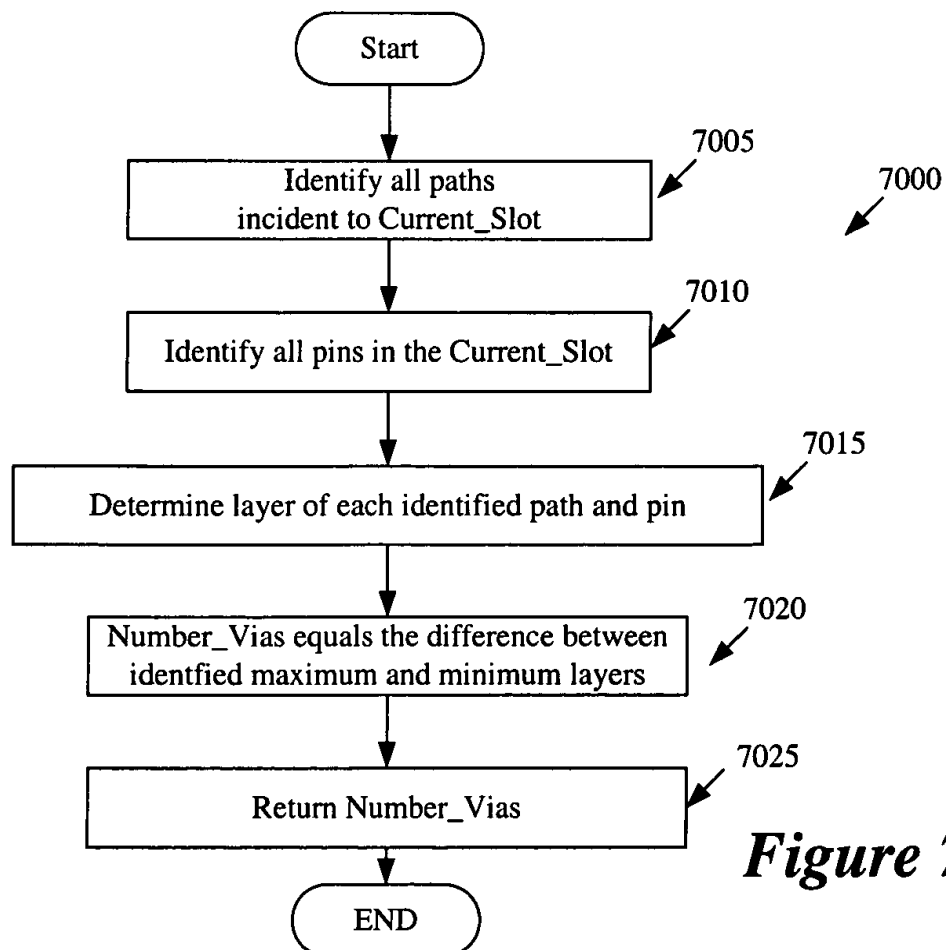 Start
7005
Identify all paths
incident to Current_Slot
7000
7010
Identify all pins in the Current_Slot
7015
Determine layer of each identified path and pin
7020
Number_Vias equals the difference between
identfied maximum and minimum layers
7025
Return Number_Vias
Figure
END